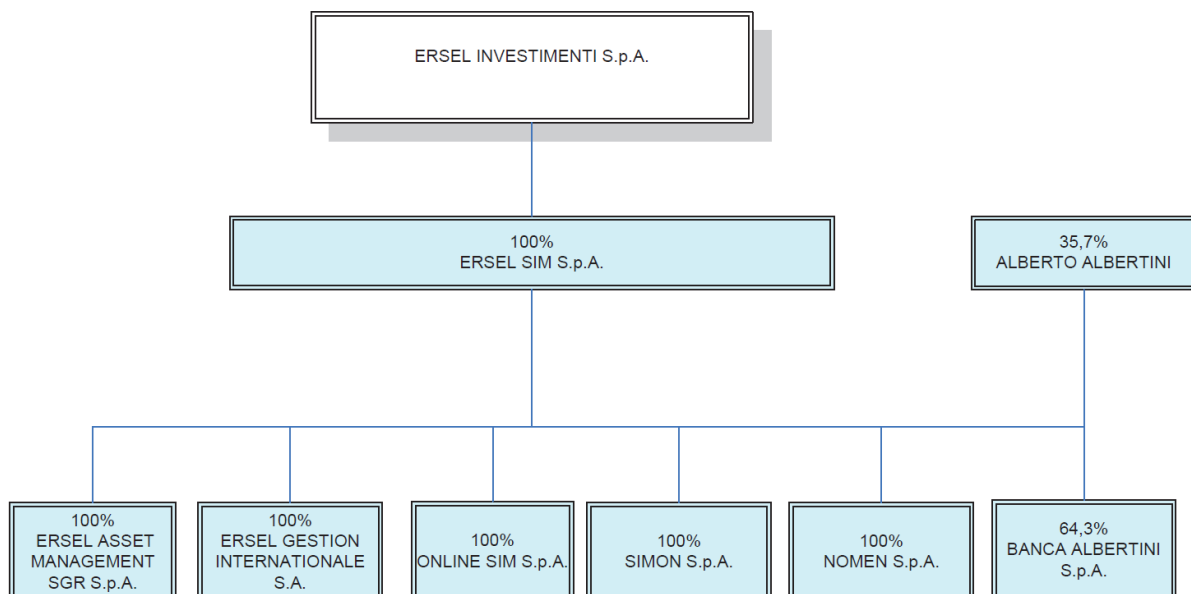 ERSEL INVESTIMENTI S.p.A.
100%
ERSEL SIM S.p.A.
35,7%
ALBERTO ALBERTINI
100%
ERSEL ASSET
MANAGEMENT
SGR S.p.A.
100%
ERSEL GESTION
INTERNATIONALE
S.A.
100%
ONLINE SIM S.p.A.
100%
SIMON S.p.A.
100%
NOMEN S.p.A.
64,3%
BANCA ALBERTINI
S.p.A.